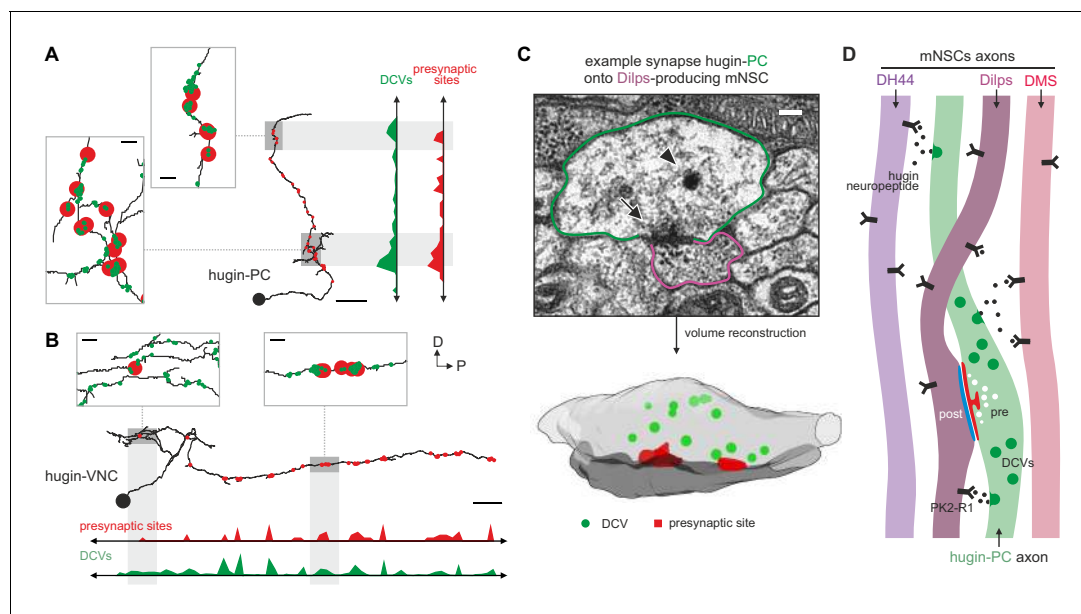 A
DCVs
presynaptic
sites
hugin-PC
B
D
P
hugin-VNC
presynaptic sites
DCVs
C
example synapse hugin-PC
onto Dilps-producing mNSC
volume reconstruction
DCV
presynaptic site
D
mNSCs axons
DH44
Dilps
DMS
hugin
neuropeptide
post
pre
DCVs
PK2-R1
hugin-PC axon